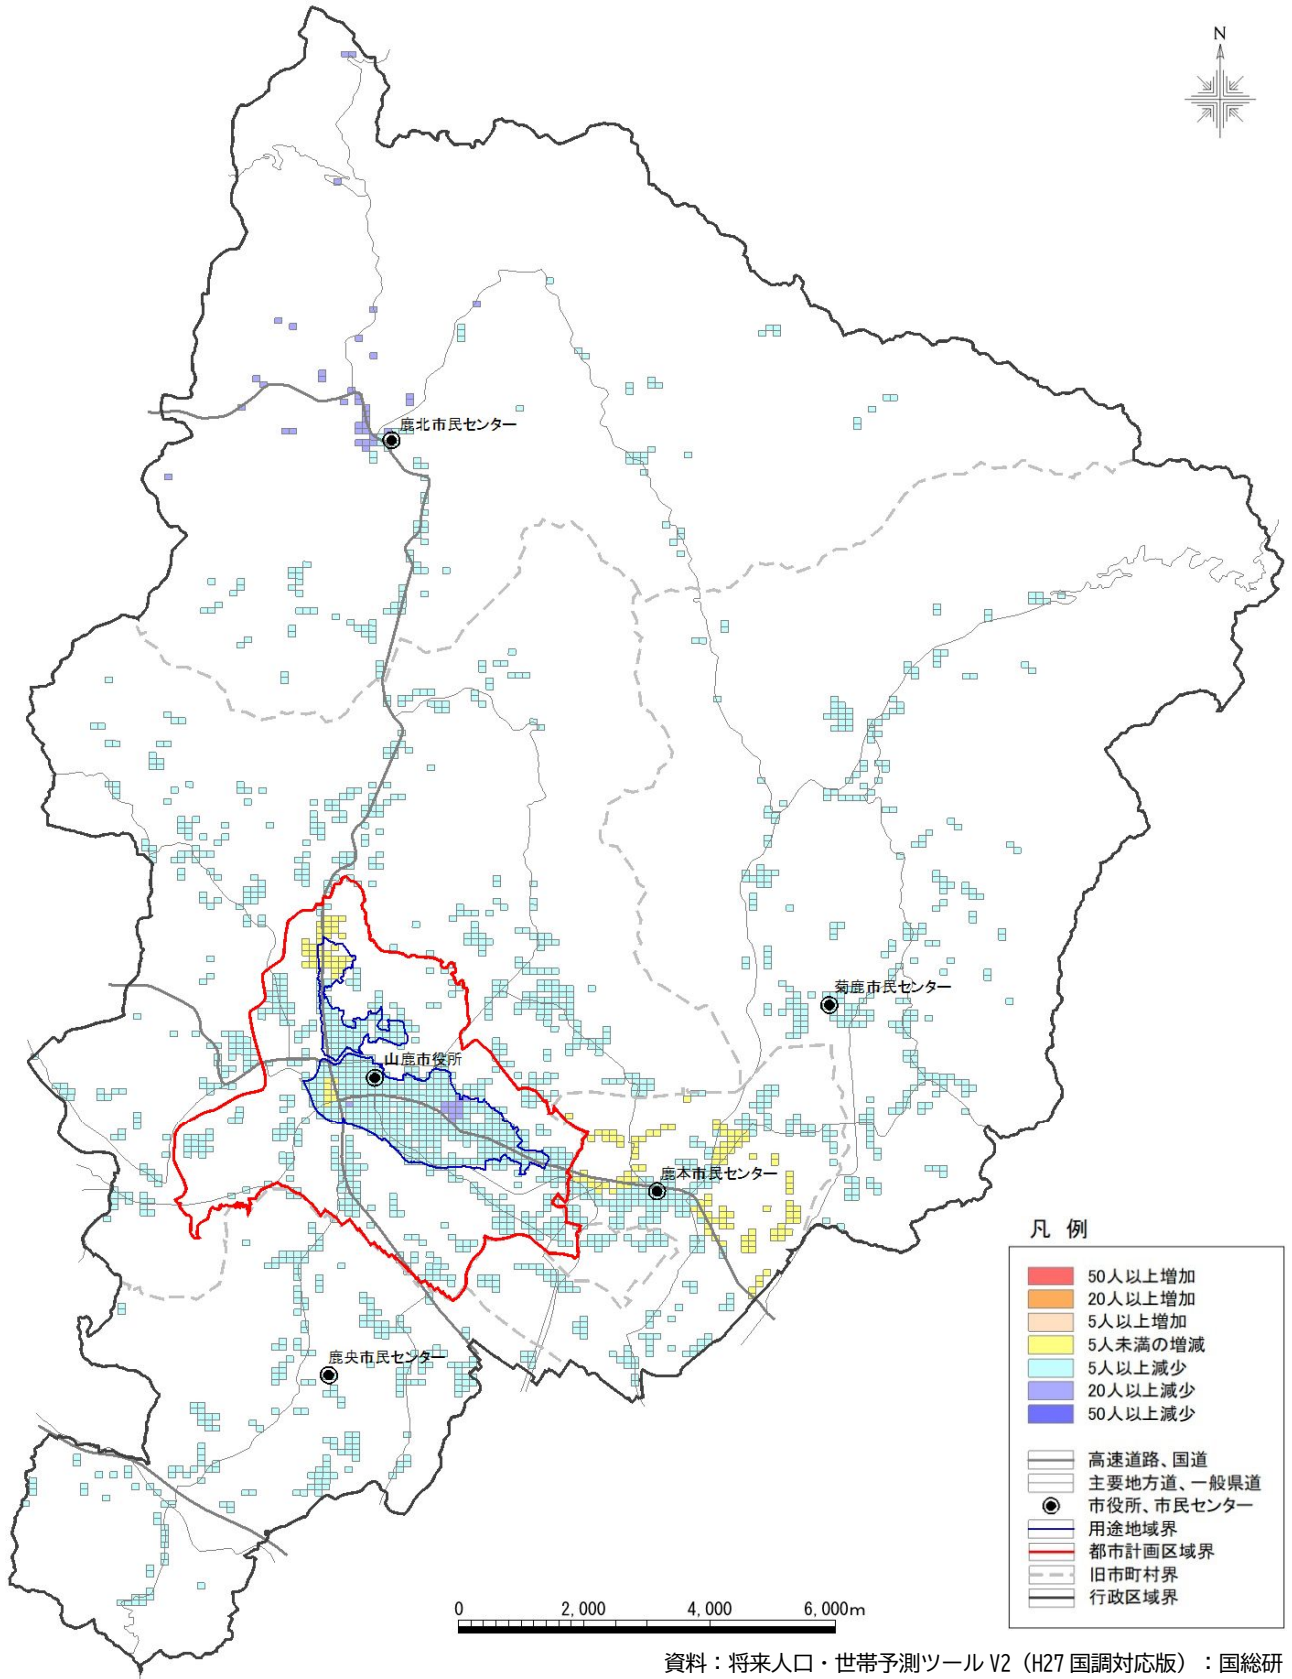 N
鹿北市民センター
菊鹿市民センター
山鹿市役所
鹿本市民センター
鹿央市民センター
凡 例
50人以上増加
20人以上増加
5人以上増加
5人未満の増減
5人以上減少
20人以上減少
50人以上減少
高速道路、国道
主要地方道、一般県道
市役所、市民センター
用途地域界
都市計画区域界
旧市町村界
行政区域界
0 2,000 4,000 6,000m
資料：将来人口・世帯予測ツール V2（H27 国調対応版）：国総研